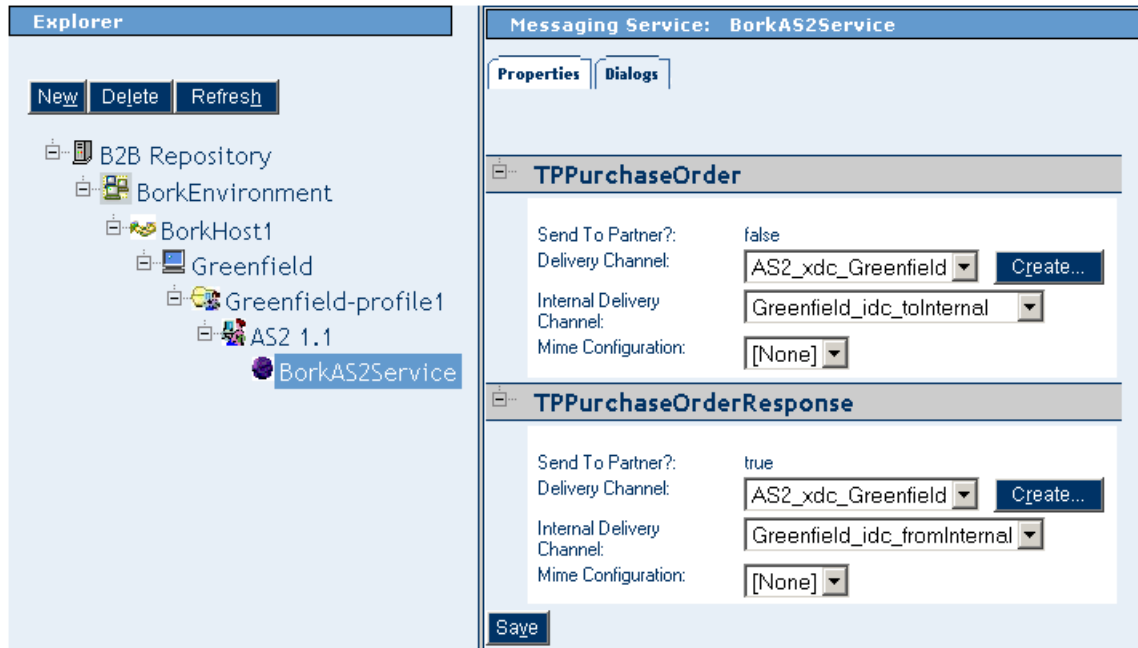 Explorer
New Delete Refresh
B2B Repository
BorkEnvironment
BorkHost1
Greenfield
Greenfield-profile1
AS2 1.1
BorkAS2Service
Messaging Service: BorkAS2Service
Properties Dialogs
TPPurchaseOrder
Send To Partner?: false
Delivery Channel: AS2_xdc_Greenfield Create...
Internal Delivery
Channel: Greenfield_idc_toInternal
Mime Configuration: [None]
TPPurchaseOrderResponse
Send To Partner?: true
Delivery Channel: AS2_xdc_Greenfield Create...
Internal Delivery
Channel: Greenfield_idc_fromInternal
Mime Configuration: [None]
Save